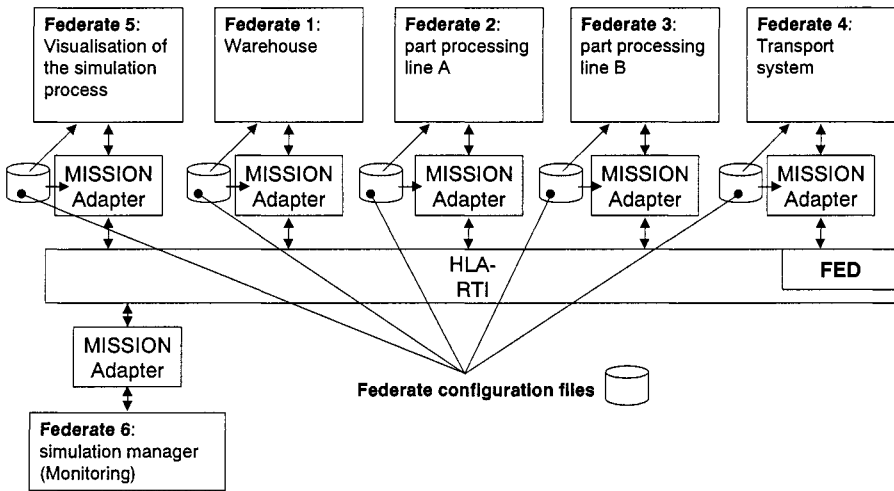 Federate 5:
Visualisation of
the simulation
process
Federate 1:
Warehouse
Federate 2:
part processing
line A
Federate 3:
part processing
line B
Federate 4:
Transport
system
MISSION
Adapter
MISSION
Adapter
MISSION
Adapter
MISSION
Adapter
MISSION
Adapter
HLA-
RTI
FED
MISSION
Adapter
Federate configuration files
Federate 6:
simulation manager
(Monitoring)